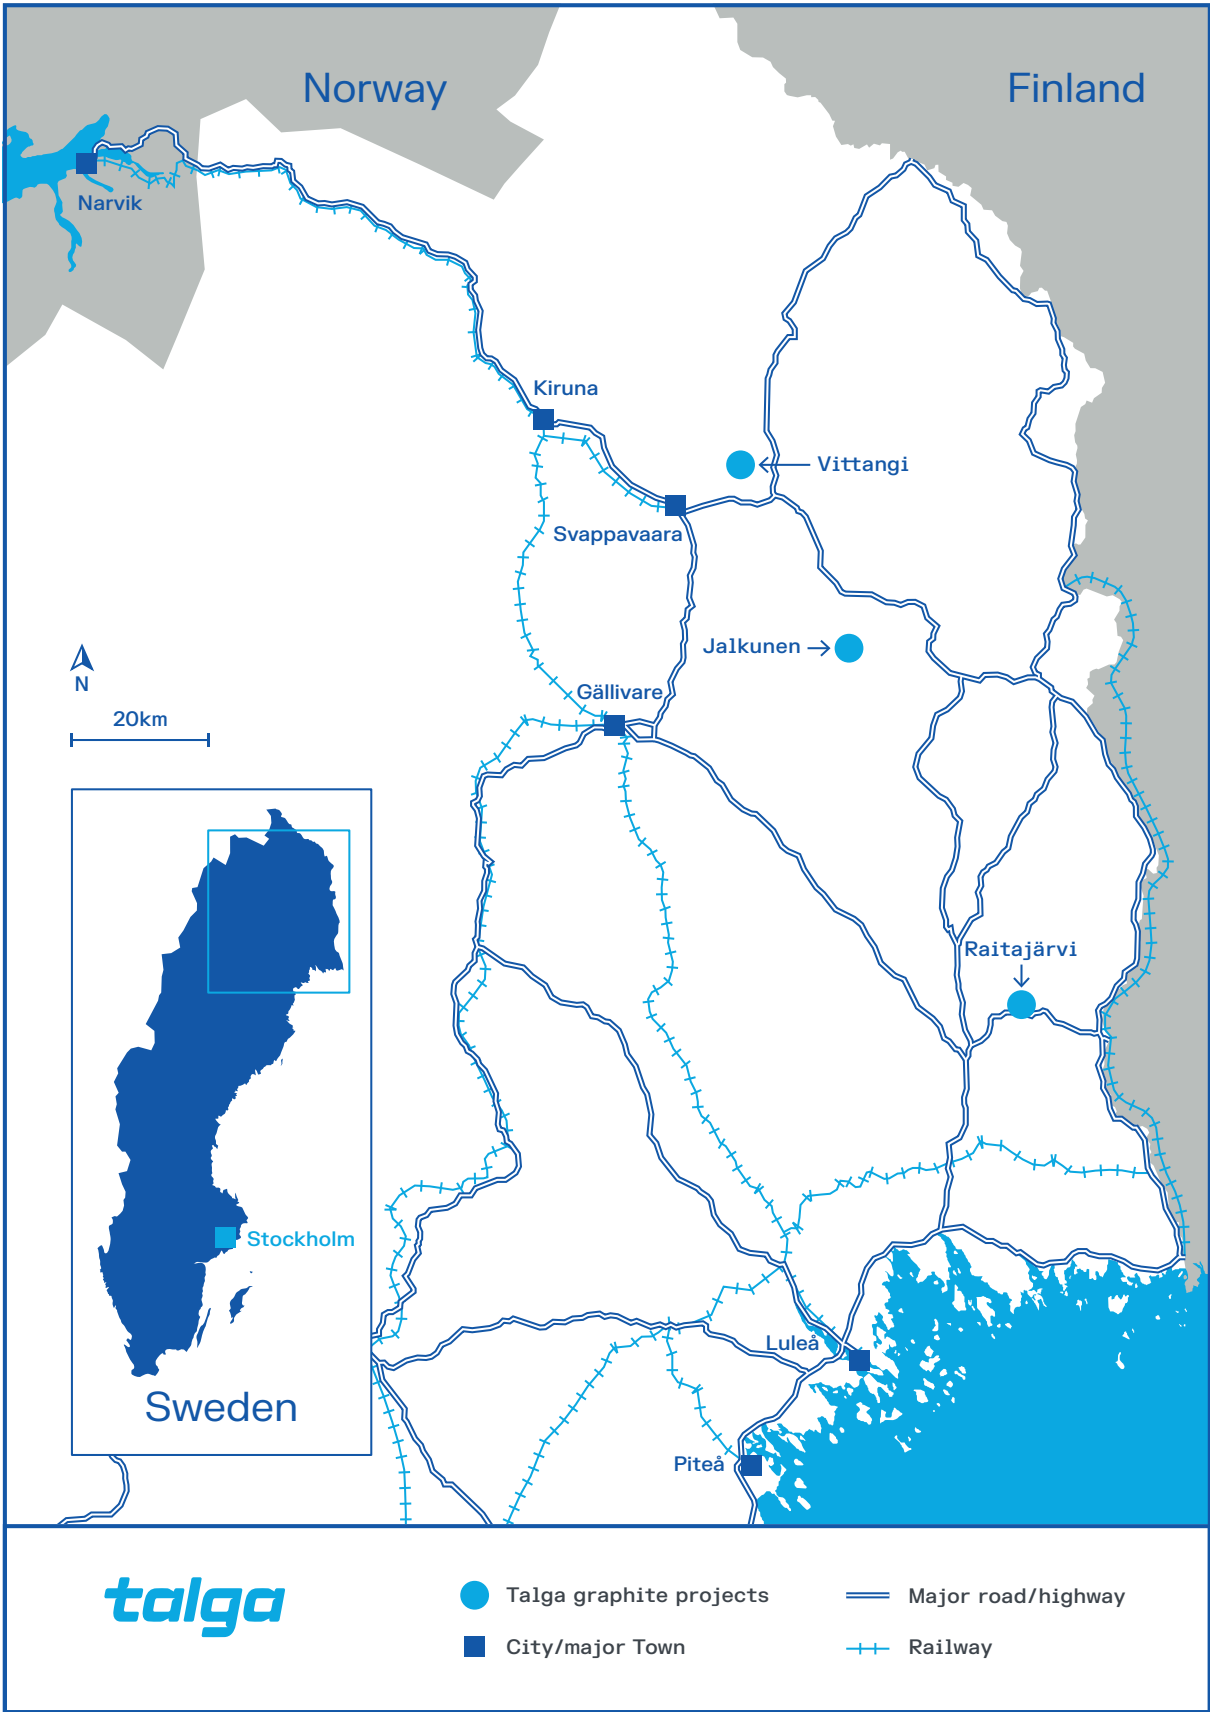 Norway
Finland
Narvik
Kiruna
Vittangi
Svappavaara
Jalkunen
N
Gällivare
20km
Raitajärvi
Stockholm
Luleå
Sweden
Piteå
talga
Talga graphite projects
Major road/highway
City/major Town
Railway